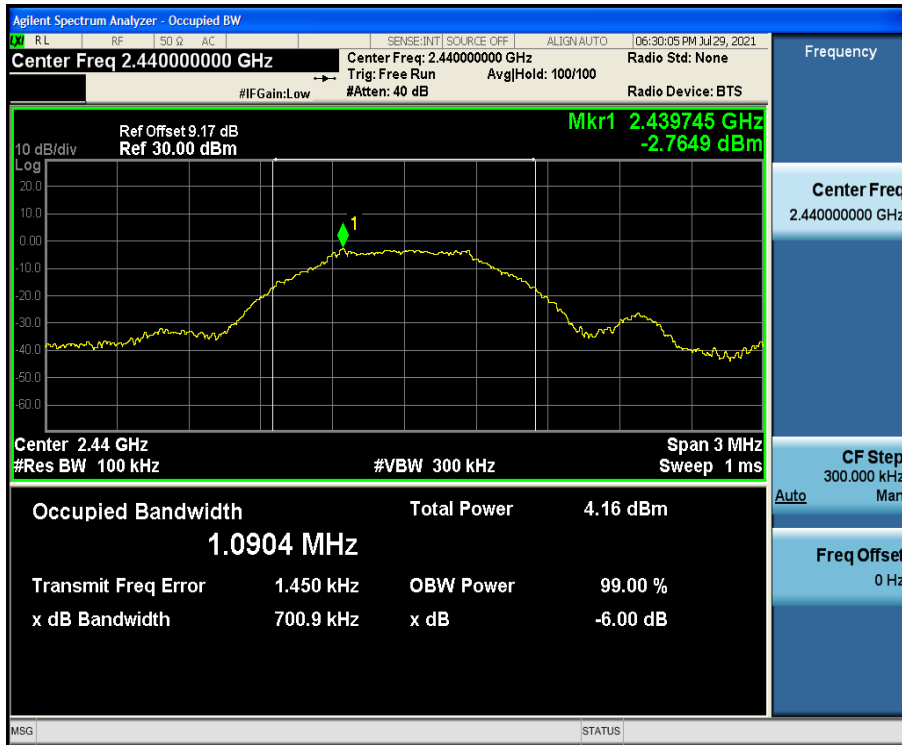 Agilent Spectrum Analyzer - Occupied BW
LXI RL RF 50 Ω AC SENSE:INT SOURCE OFF ALIGN AUTO 06:30:05 PM Jul 29, 2021
Center Freq 2.440000000 GHz
Center Freq: 2.440000000 GHz
Radio Std: None
Trig: Free Run Avg|Hold: 100/100
#IFGain:Low #Atten: 40 dB Radio Device: BTS
Frequency
Mkr1 2.439745 GHz
-2.7649 dBm
Ref Offset 9.17 dB
10 dB/div Ref 30.00 dBm
Log
20.0
10.0
0.00
-10.0
-20.0
-30.0
-40.0
-50.0
-60.0
1
Center 2.44 GHz Span 3 MHz
#Res BW 100 kHz #VBW 300 kHz Sweep 1 ms
Occupied Bandwidth Total Power 4.16 dBm
1.0904 MHz
Transmit Freq Error 1.450 kHz OBW Power 99.00 %
x dB Bandwidth 700.9 kHz x dB -6.00 dB
Center Freq
2.440000000 GHz
CF Step
300.000 kHz
Auto Man
Freq Offset
0 Hz
MSG STATUS